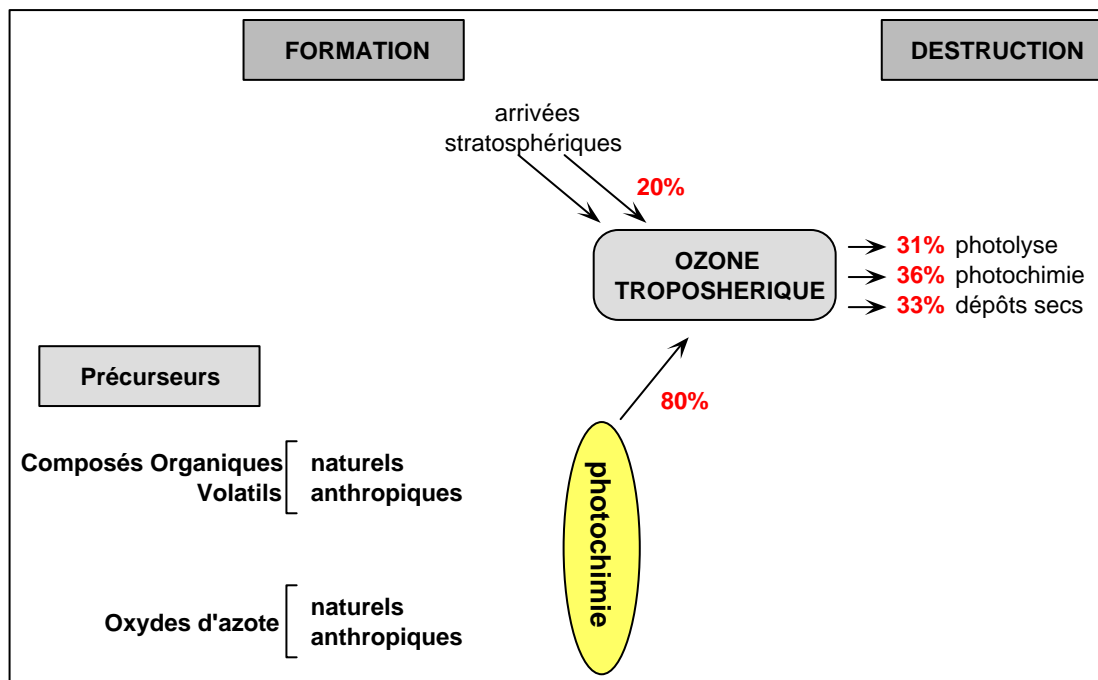 FORMATION
DESTRUCTION
arrivées
stratosphériques
20%
OZONE
TROPOSHERIQUE
31% photolyse
36% photochimie
33% dépôts secs
Précurseurs
80%
Composés Organiques
Volatils
naturels
anthropiques
photochimie
Oxydes d'azote
naturels
anthropiques